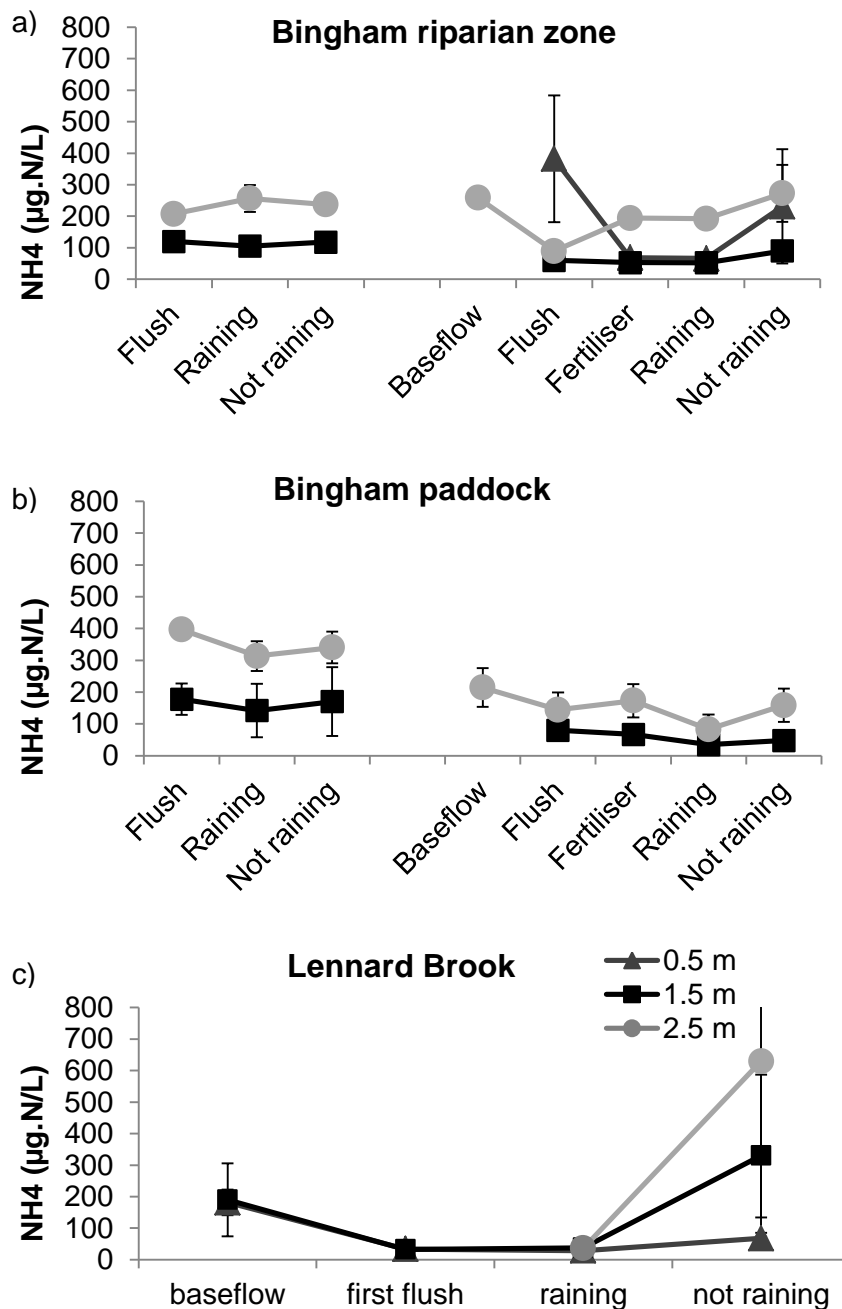 a)
Bingham riparian zone
800
700
600
500
400
300
200
100
0
NH4 (µg.N/L)
Flush
Raining
Not raining
Baseflow
Flush
Fertiliser
Raining
Not raining
b)
Bingham paddock
800
700
600
500
400
300
200
100
0
NH4 (µg.N/L)
Flush
Raining
Not raining
Baseflow
Flush
Fertiliser
Raining
Not raining
c)
Lennard Brook
0.5 m
1.5 m
2.5 m
800
700
600
500
400
300
200
100
0
NH4 (µg.N/L)
baseflow first flush raining not raining